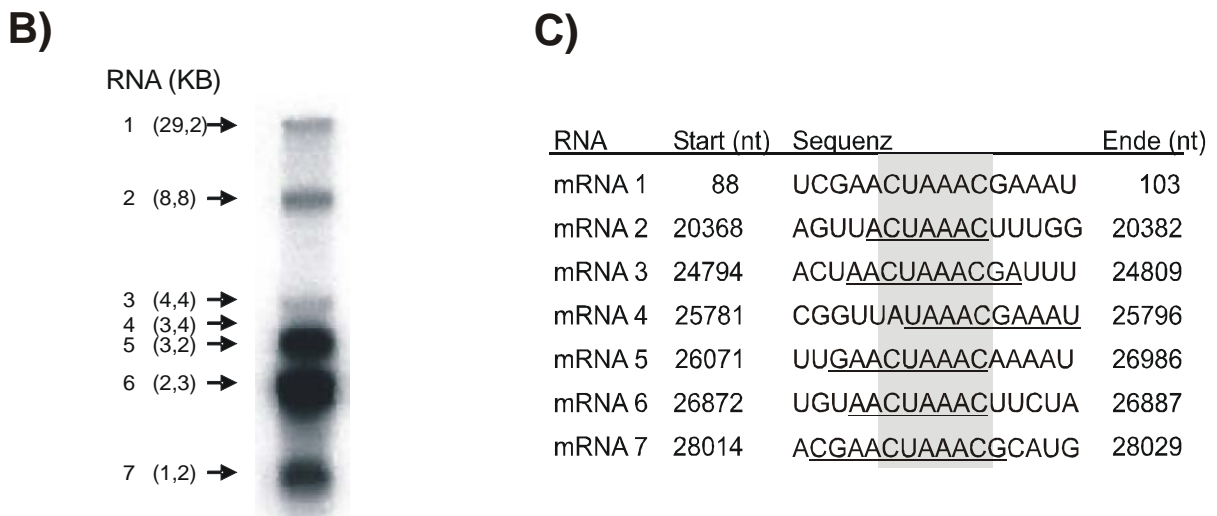 B)
RNA (KB)
1 (29,2)
2 (8,8)
3 (4,4)
4 (3,4)
5 (3,2)
6 (2,3)
7 (1,2)
C)
RNA Start (nt) Sequenz Ende (nt)
mRNA 1 88 UCGAACUAAACGAAAU 103
mRNA 2 20368 AGUUACUAAACUUUGG 20382
mRNA 3 24794 ACUAACUAAACGAUUU 24809
mRNA 4 25781 CGGUUAUAAACGAAAU 25796
mRNA 5 26071 UUGAACUAAACAAAAU 26986
mRNA 6 26872 UGUAACUAAACUUCUA 26887
mRNA 7 28014 ACGAACUAAACGCAUG 28029